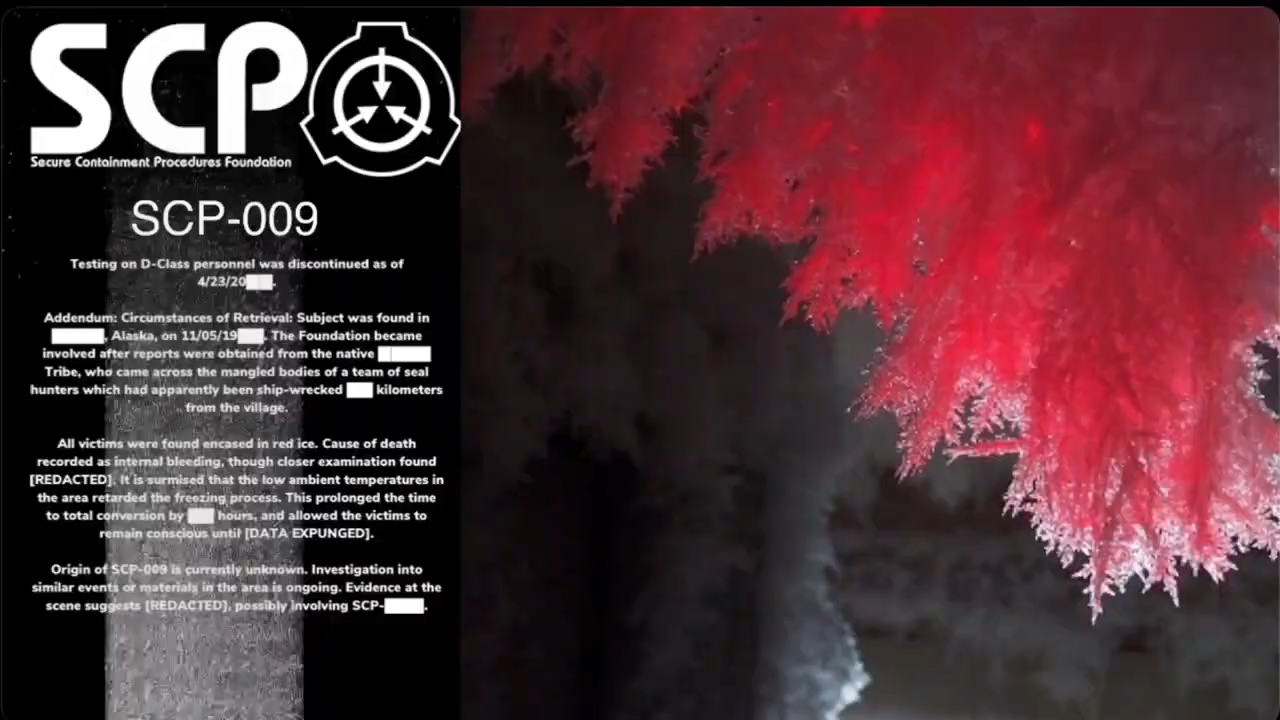 SCP
Secure Containment Procedures Foundation
SCP-009
Testing on D-Class personnel was discontinued as of
4/23/20██.
Addendum: Circumstances of Retrieval: Subject was found in
████, Alaska, on 11/05/19██. The Foundation became
involved after reports were obtained from the native ████
Tribe, who came across the mangled bodies of a team of seal
hunters which had apparently been ship-wrecked ██ kilometers
from the village.
All victims were found encased in red ice. Cause of death
recorded as internal bleeding, though closer examination found
[REDACTED]. It is surmised that the low ambient temperatures in
the area retarded the freezing process. This prolonged the time
to total conversion by ██ hours, and allowed the victims to
remain conscious until [DATA EXPUNGED].
Origin of SCP-009 is currently unknown. Investigation into
similar events or materials in the area is ongoing. Evidence at the
scene suggests [REDACTED], possibly involving SCP-███.